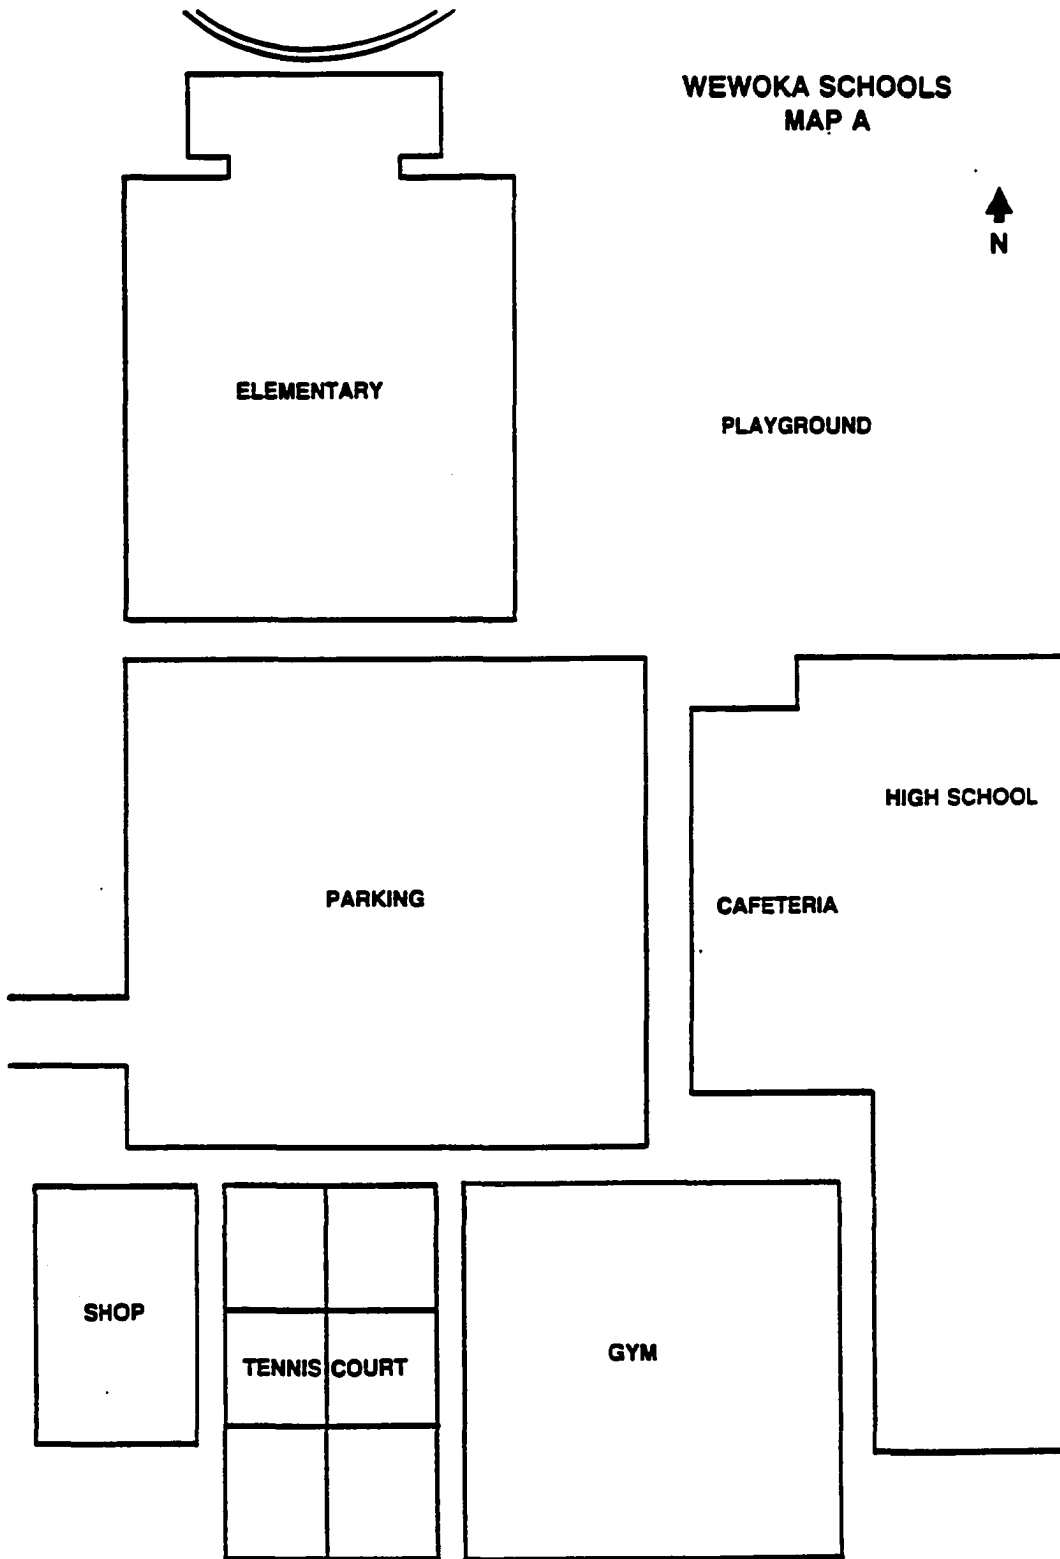 WEWOKA SCHOOLS
MAP A
N
ELEMENTARY
PLAYGROUND
HIGH SCHOOL
PARKING
CAFETERIA
SHOP
TENNIS COURT
GYM